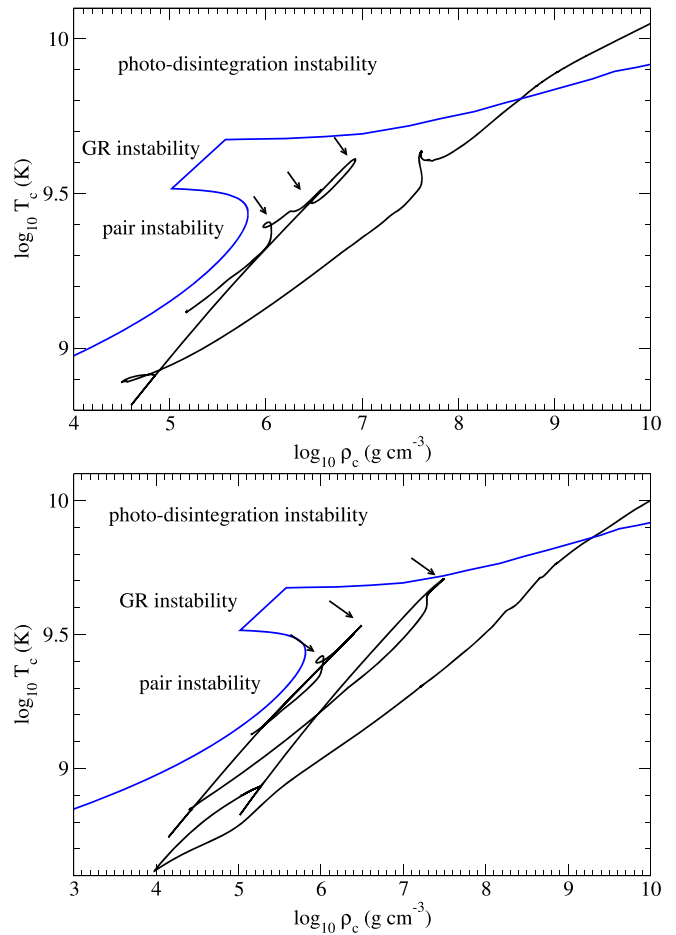 10
photo-disintegration instability
GR instability
9.5
pair instability
log10 Tc (K)
9
4 5 6 7 8 9 10
log10 ρc (g cm-3)
10
photo-disintegration instability
GR instability
9.5
pair instability
log10 Tc (K)
9
3 4 5 6 7 8 9 10
log10 ρc (g cm-3)